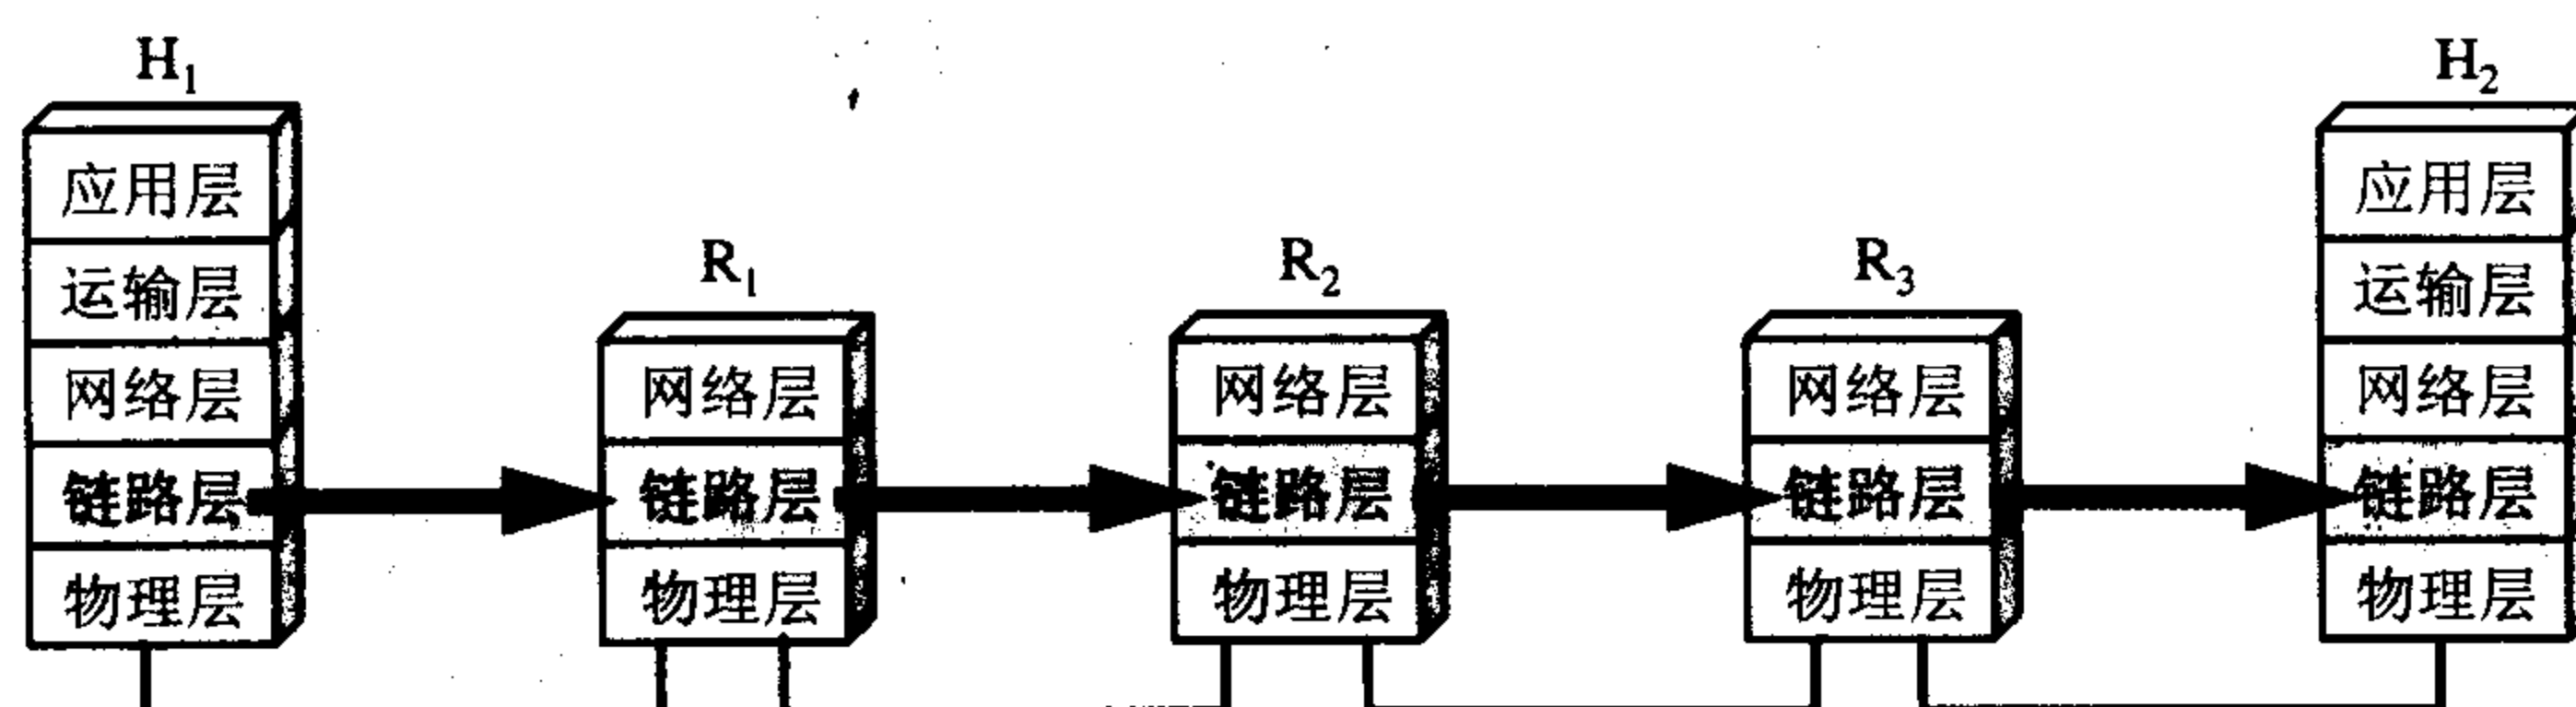 H₁
应用层
运输层
网络层
链路层
物理层
R₁
网络层
链路层
物理层
R₂
网络层
链路层
物理层
R₃
网络层
链路层
物理层
H₂
应用层
运输层
网络层
链路层
物理层